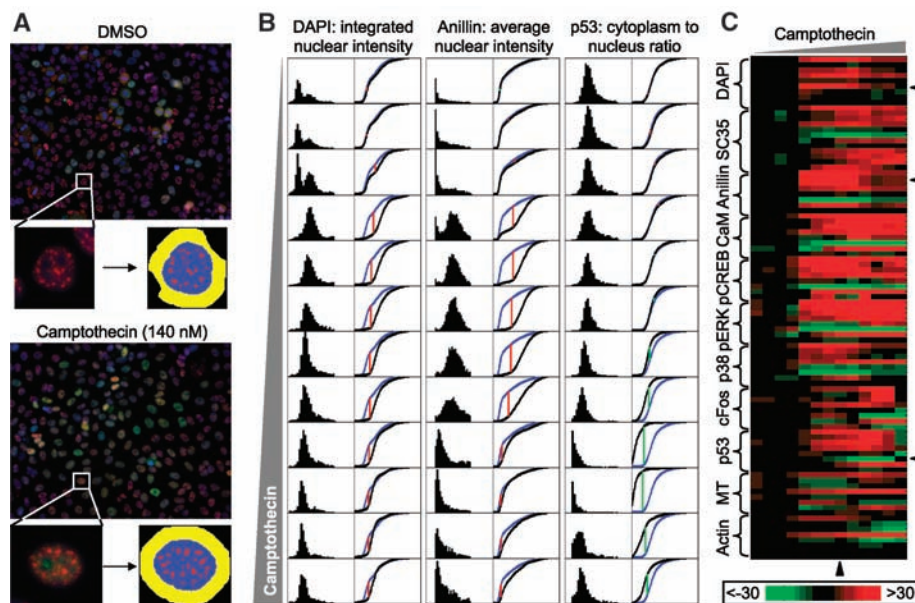 A
DMSO
Camptothecin (140 nM)
B
DAPI: integrated
nuclear intensity
Anillin: average
nuclear intensity
p53: cytoplasm to
nucleus ratio
Camptothecin
C
Camptothecin
DAPI
SC35
Anillin
CaM
pCREB
pERK
p38
cFos
p53
MT
Actin
<-30
>30